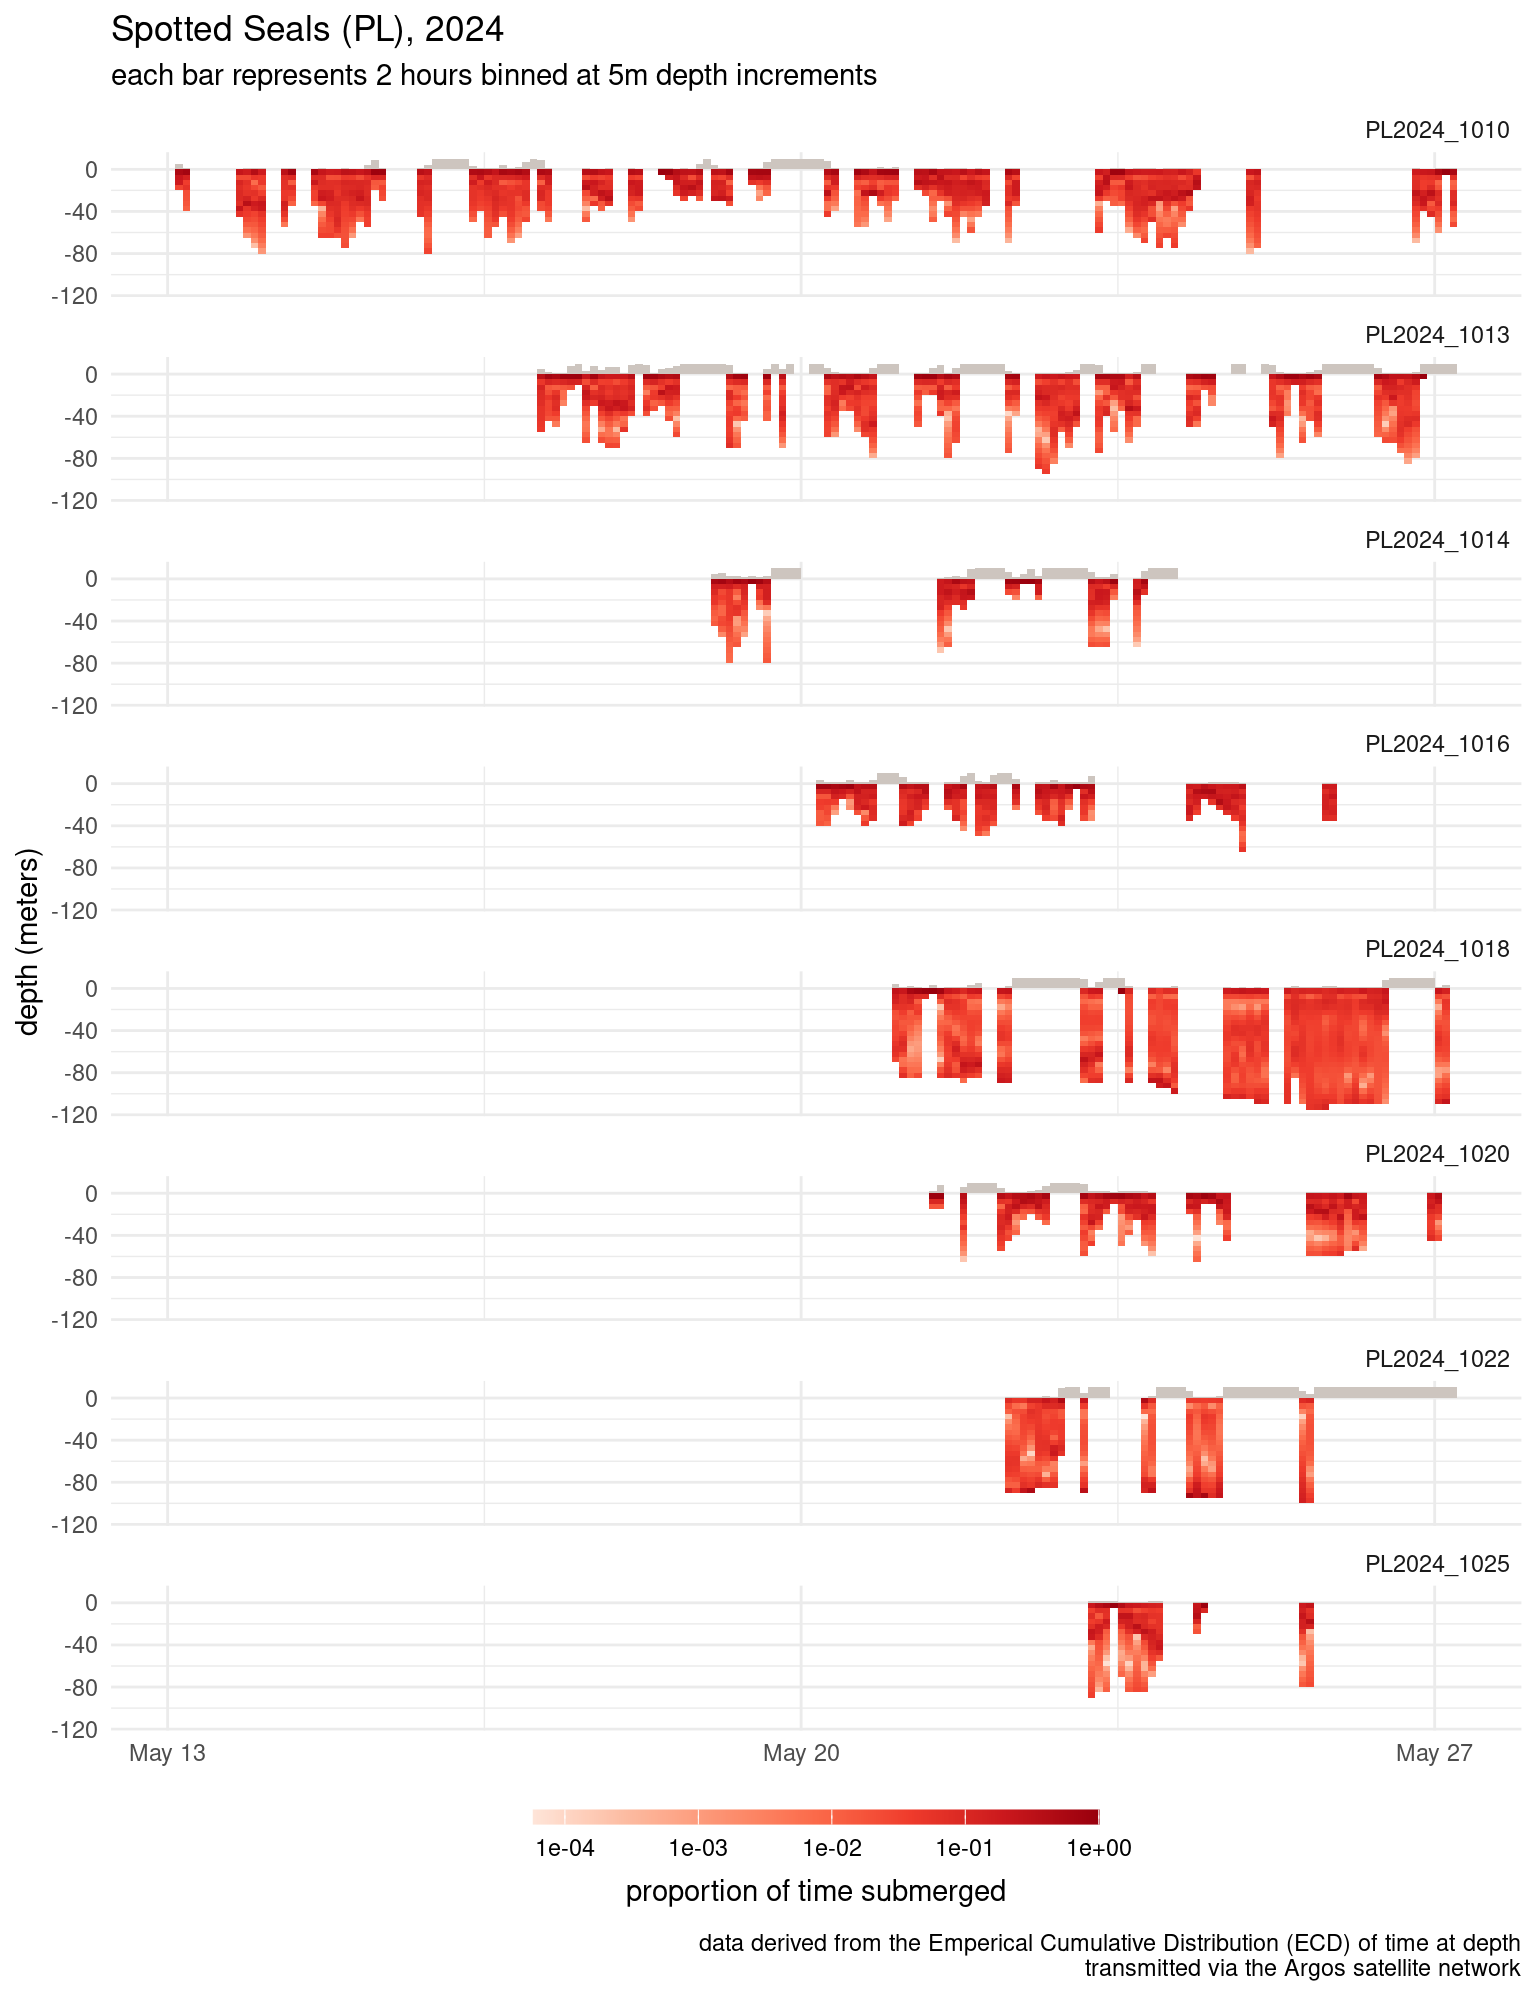 Spotted Seals (PL), 2024
each bar represents 2 hours binned at 5m depth increments
PL2024_1010
0
-40
-80
-120
PL2024_1013
0
-40
-80
-120
PL2024_1014
0
-40
-80
-120
PL2024_1016
0
-40
-80
-120
depth (meters)
PL2024_1018
0
-40
-80
-120
PL2024_1020
0
-40
-80
-120
PL2024_1022
0
-40
-80
-120
PL2024_1025
0
-40
-80
-120
May 13 May 20 May 27
1e-04 1e-03 1e-02 1e-01 1e+00
proportion of time submerged
data derived from the Emperical Cumulative Distribution (ECD) of time at depth
transmitted via the Argos satellite network